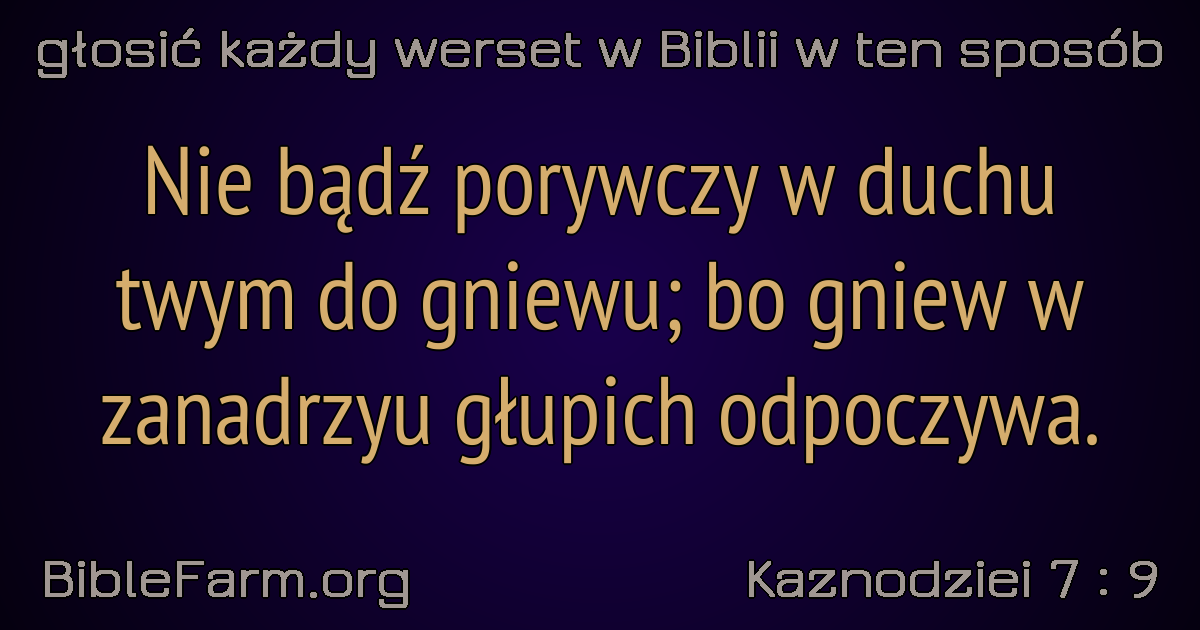 głosić każdy werset w Biblii w ten sposób
Nie bądź porywczy w duchu
twym do gniewu; bo gniew w
zanadrzyu głupich odpoczywa.
BibleFarm.org
Kaznodziei 7 : 9